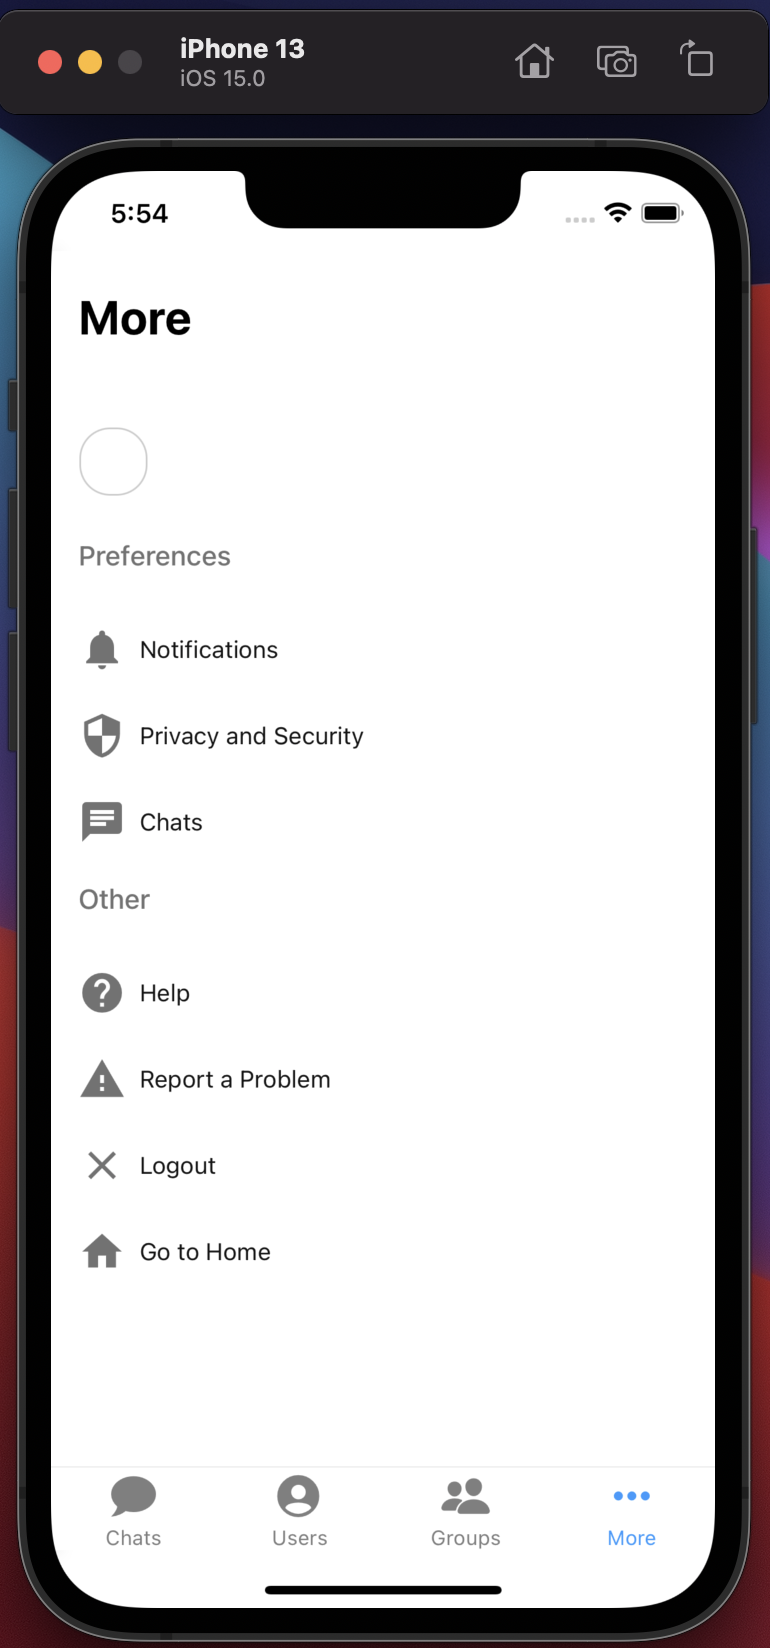 iPhone 13
iOS 15.0
5:54
More
Preferences
Notifications
Privacy and Security
Chats
Other
Help
Report a Problem
Logout
Go to Home
Chats
Users
Groups
More